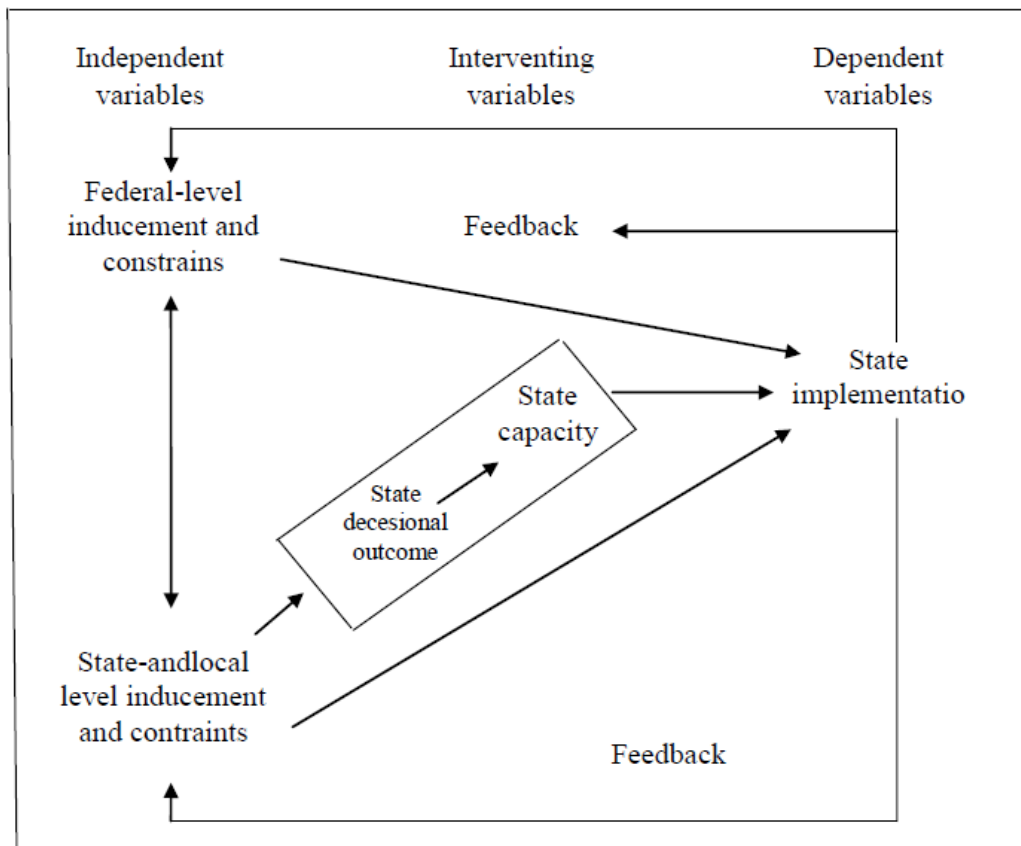 Independent
variables
Interventing
variables
Dependent
variables
Federal-level
inducement and
constrains
Feedback
State
implementatio
State
capacity
State
decesional
outcome
State-andlocal
level inducement
and contraints
Feedback